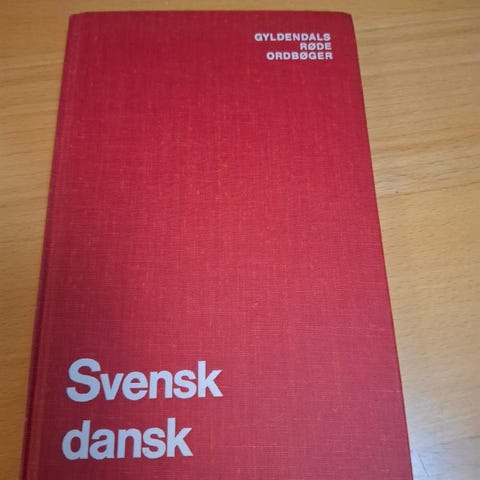 GYLDENDALS
RØDE
ORDBØGER
Svensk
dansk